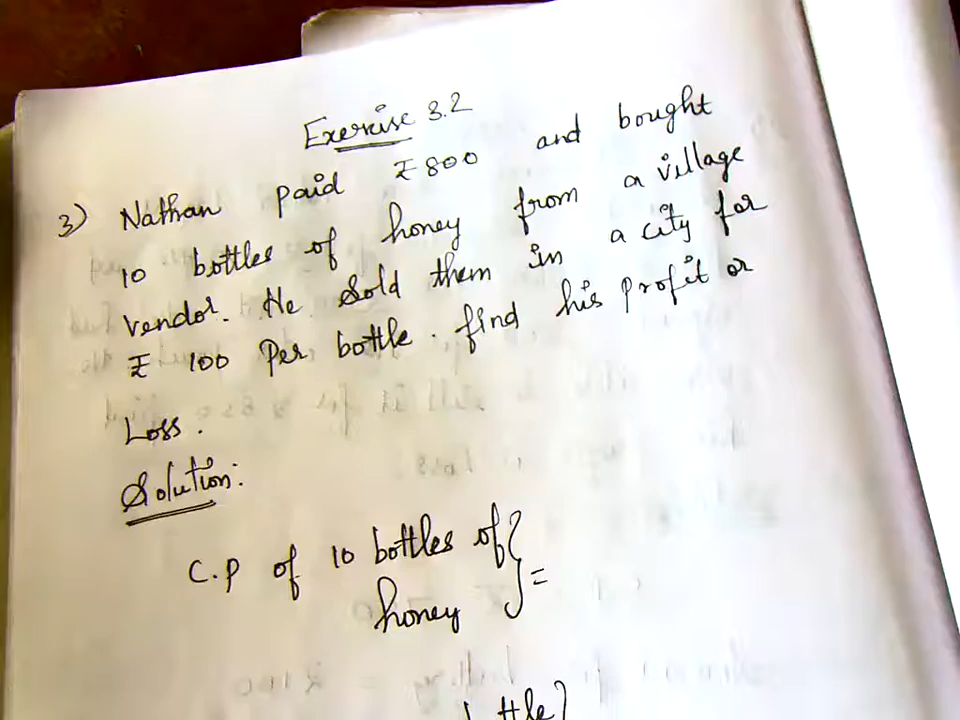 Exercise 3.2
3) Nathan paid ₹800 and bought
10 bottles of honey from a village
vendor. He Sold them in a city for
₹ 100 Per bottle. find his profit or
Loss.
Solution:
C.P of 10 bottles of } =
honey